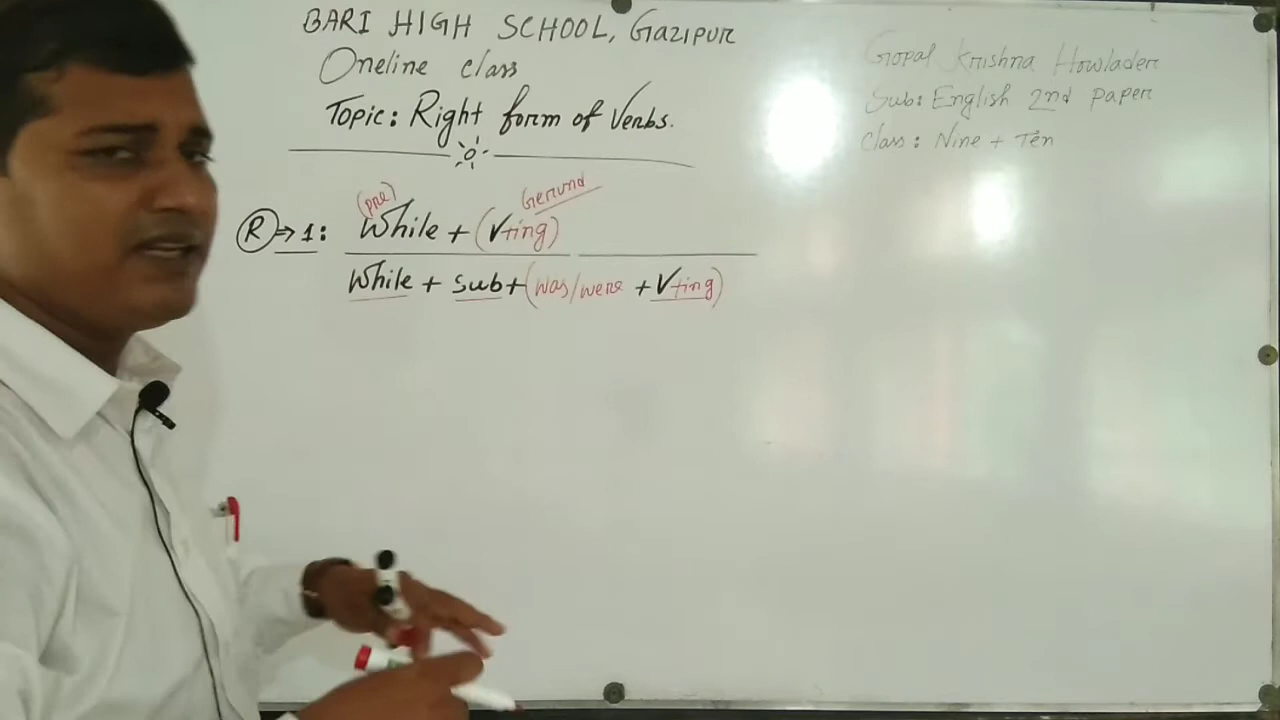 BARI HIGH SCHOOL, GAZIPUR
Oneline class
Topic: Right form of Verbs.
Gopal Krishna Howlader
Sub: English 2nd Paper
Class: Nine + Ten
(pre) Gerund
R⇒1: While + (V+ing)
While + Sub + (was/were + V+ing)